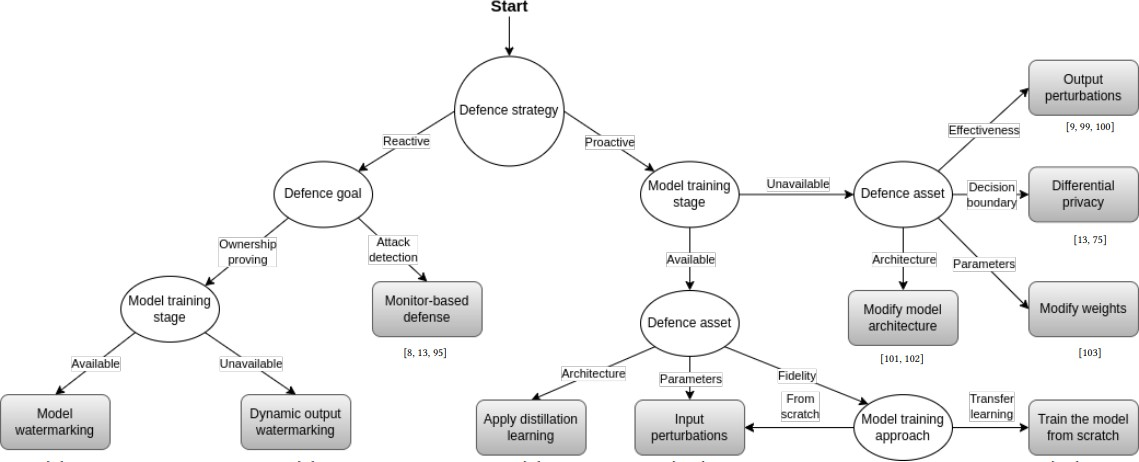 Start
Defence strategy
Reactive
Proactive
Defence goal
Ownership
proving
Attack
detection
Model training
stage
Available
Unavailable
Model
watermarking
Dynamic output
watermarking
Monitor-based
defense
[8, 13, 95]
Model training
stage
Unavailable
Available
Defence asset
Architecture
Parameters
Fidelity
Apply distillation
learning
Input
perturbations
From
scratch
Model training
approach
Transfer
learning
Train the model
from scratch
Defence asset
Effectiveness
Decision
boundary
Parameters
Architecture
Output
perturbations
[9, 99, 100]
Differential
privacy
[13, 75]
Modify weights
[103]
Modify model
architecture
[101, 102]